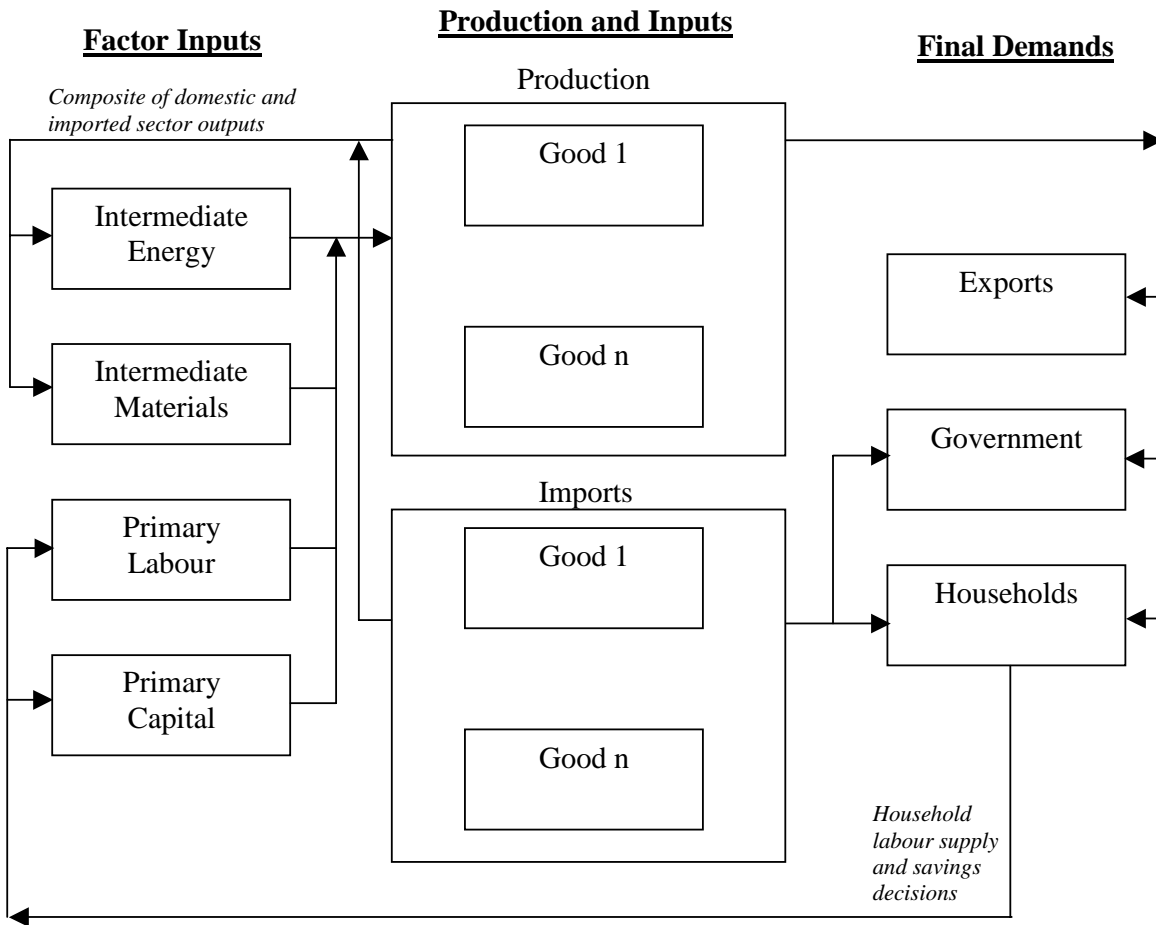 Factor Inputs
Production and Inputs
Final Demands
Composite of domestic and
imported sector outputs
Production
Good 1
Good n
Intermediate
Energy
Intermediate
Materials
Primary
Labour
Primary
Capital
Imports
Good 1
Good n
Exports
Government
Households
Household
labour supply
and savings
decisions